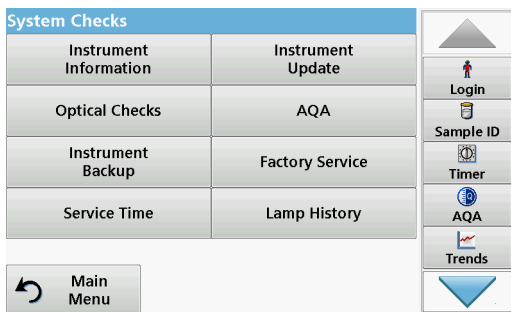 System Checks
Instrument
Information
Instrument
Update
Optical Checks
AQA
Instrument
Backup
Factory Service
Service Time
Lamp History
Main
Menu
Login
Sample ID
Timer
AQA
Trends